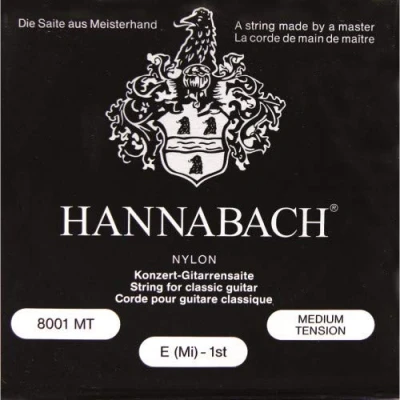 Die Saite aus Meisterhand
A string made by a master
La corde de main de maître
HANNABACH®
NYLON
Konzert-Gitarrensaite
String for classic guitar
Corde pour guitare classique
8001 MT
E (Mi) - 1st
MEDIUM
TENSION